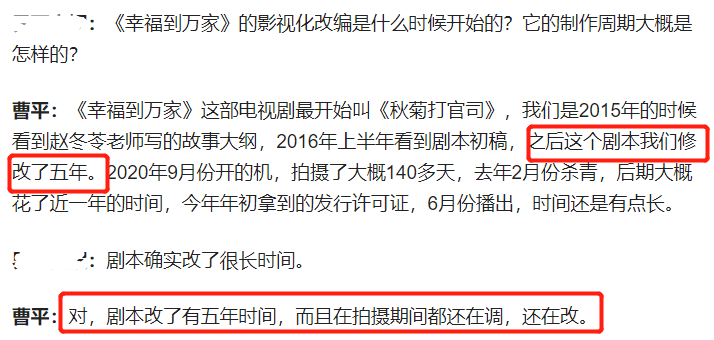 ：《幸福到万家》的影视化改编是什么时候开始的？它的制作周期大概是
怎样的？
曹平：《幸福到万家》这部电视剧最开始叫《秋菊打官司》，我们是2015年的时候
看到赵冬苓老师写的故事大纲，2016年上半年看到剧本初稿，之后这个剧本我们修
改了五年。2020年9月份开的机，拍摄了大概140多天，去年2月份杀青，后期大概
花了近一年的时间，今年年初拿到的发行许可证，6月份播出，时间还是有点长。
：剧本确实改了很长时间。
曹平：对，剧本改了有五年时间，而且在拍摄期间都还在调，还在改。